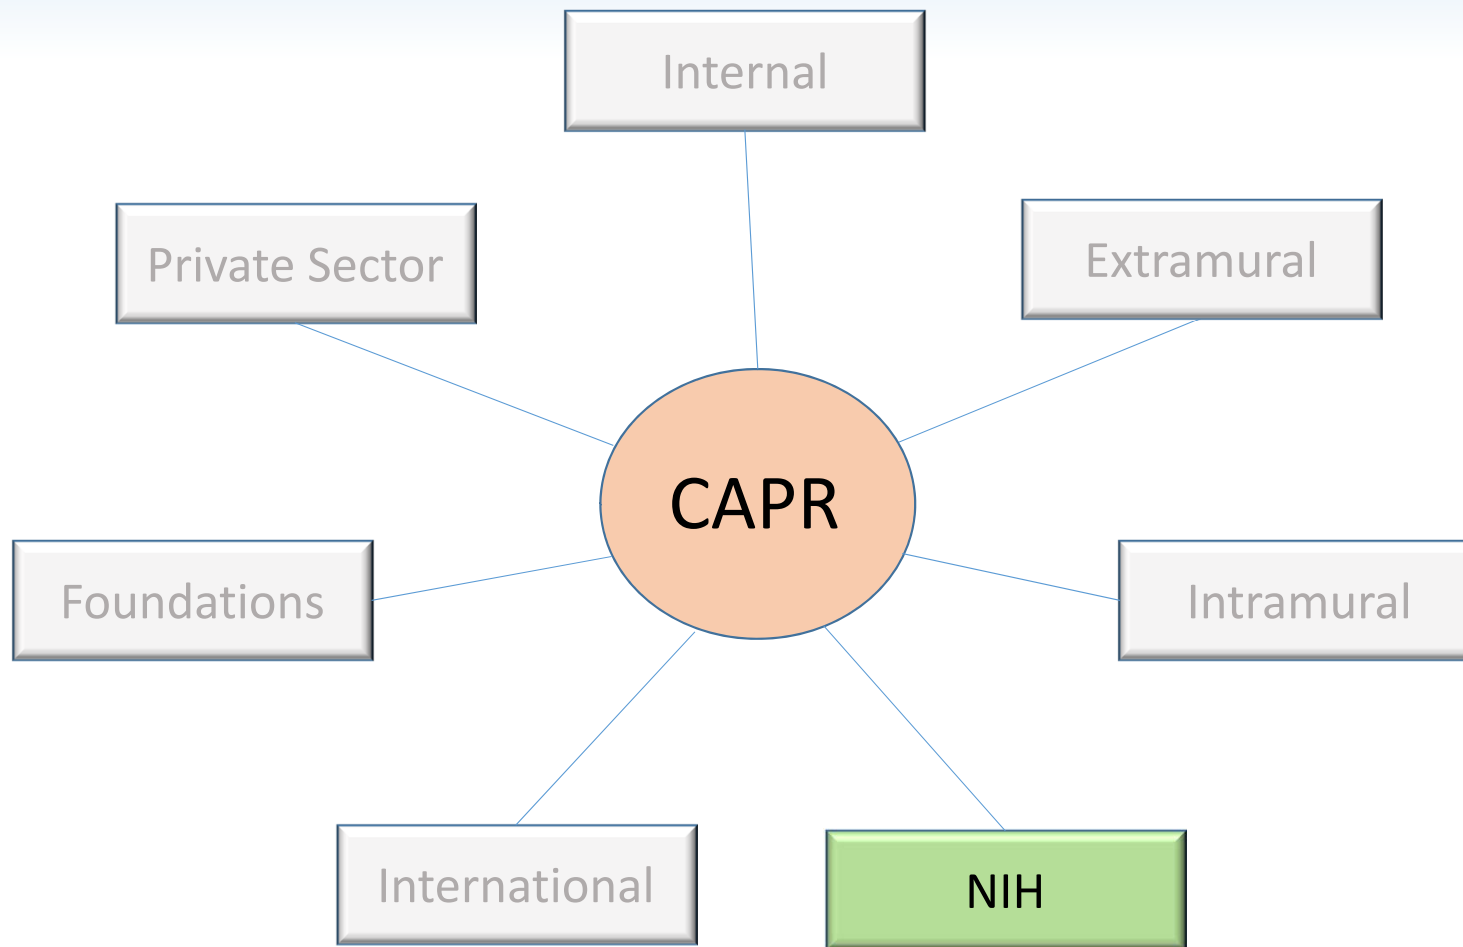 Internal
Private Sector
Extramural
CAPR
Foundations
Intramural
International
NIH